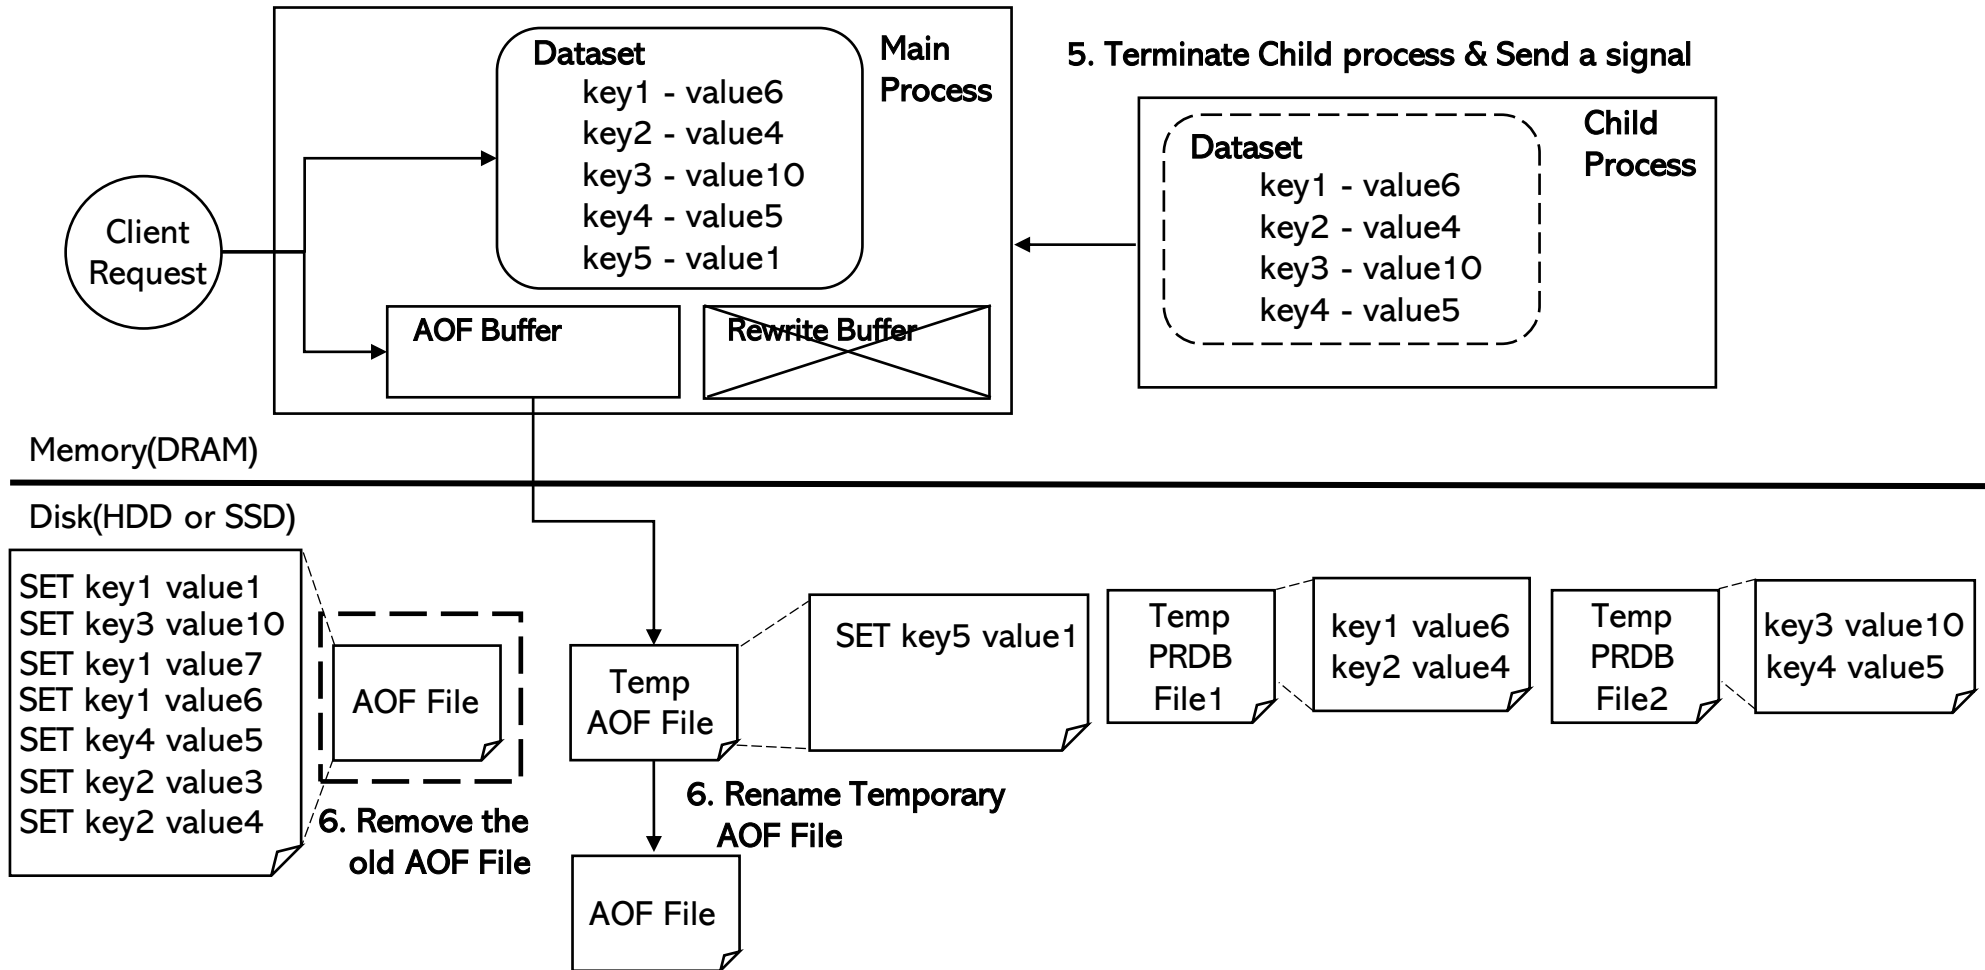 Dataset
key1 - value6
key2 - value4
key3 - value10
key4 - value5
key5 - value1
Main
Process
Client
Request
AOF Buffer
Rewrite Buffer
5. Terminate Child process & Send a signal
Child
Process
Dataset
key1 - value6
key2 - value4
key3 - value10
key4 - value5
Memory(DRAM)
Disk(HDD or SSD)
SET key1 value1
SET key3 value10
SET key1 value7
SET key1 value6
SET key4 value5
SET key2 value3
SET key2 value4
AOF File
6. Remove the
old AOF File
Temp
AOF File
SET key5 value1
6. Rename Temporary
AOF File
AOF File
Temp
PRDB
File1
key1 value6
key2 value4
Temp
PRDB
File2
key3 value10
key4 value5